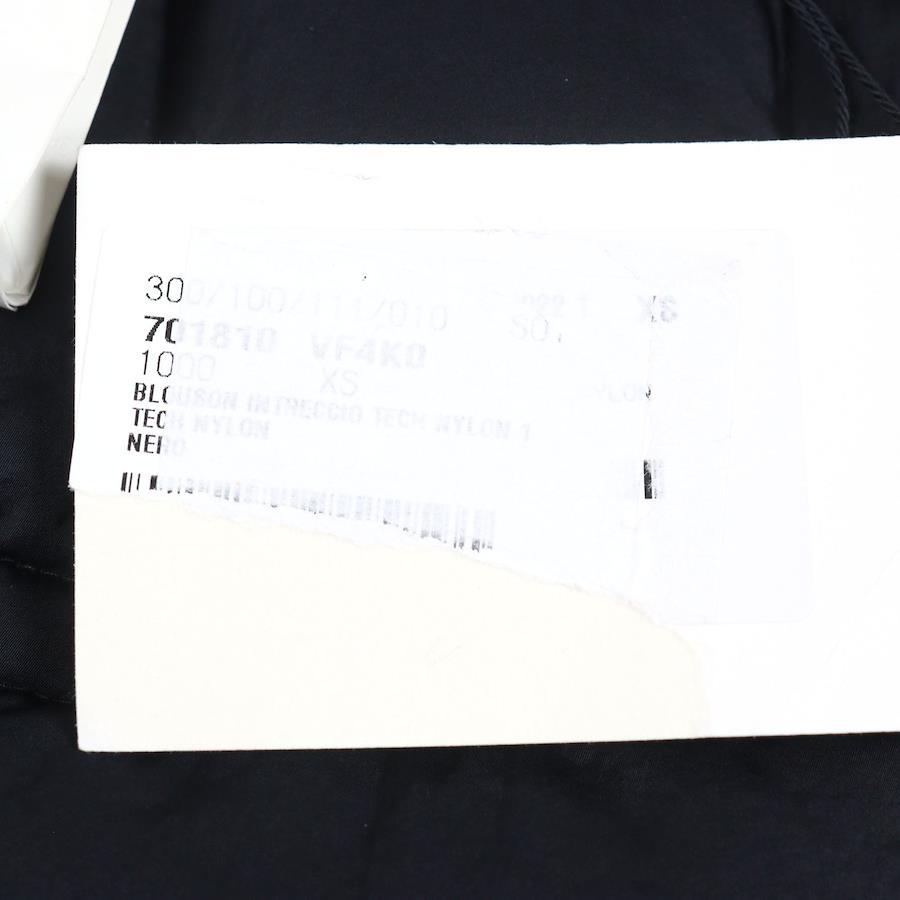 300/100/111/010 XS
701810 VF4K0
1000 XS
BLOUSON INTRECCIO TECH NYLON 1
TECH NYLON
NERO